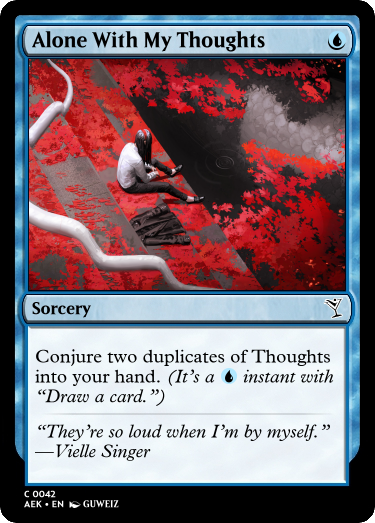 Alone With My Thoughts
Sorcery
Conjure two duplicates of Thoughts
into your hand. (It's a instant with
“Draw a card.”)
“They're so loud when I'm by myself.”
—Vielle Singer
C 0042
AEK • EN GUWEIZ